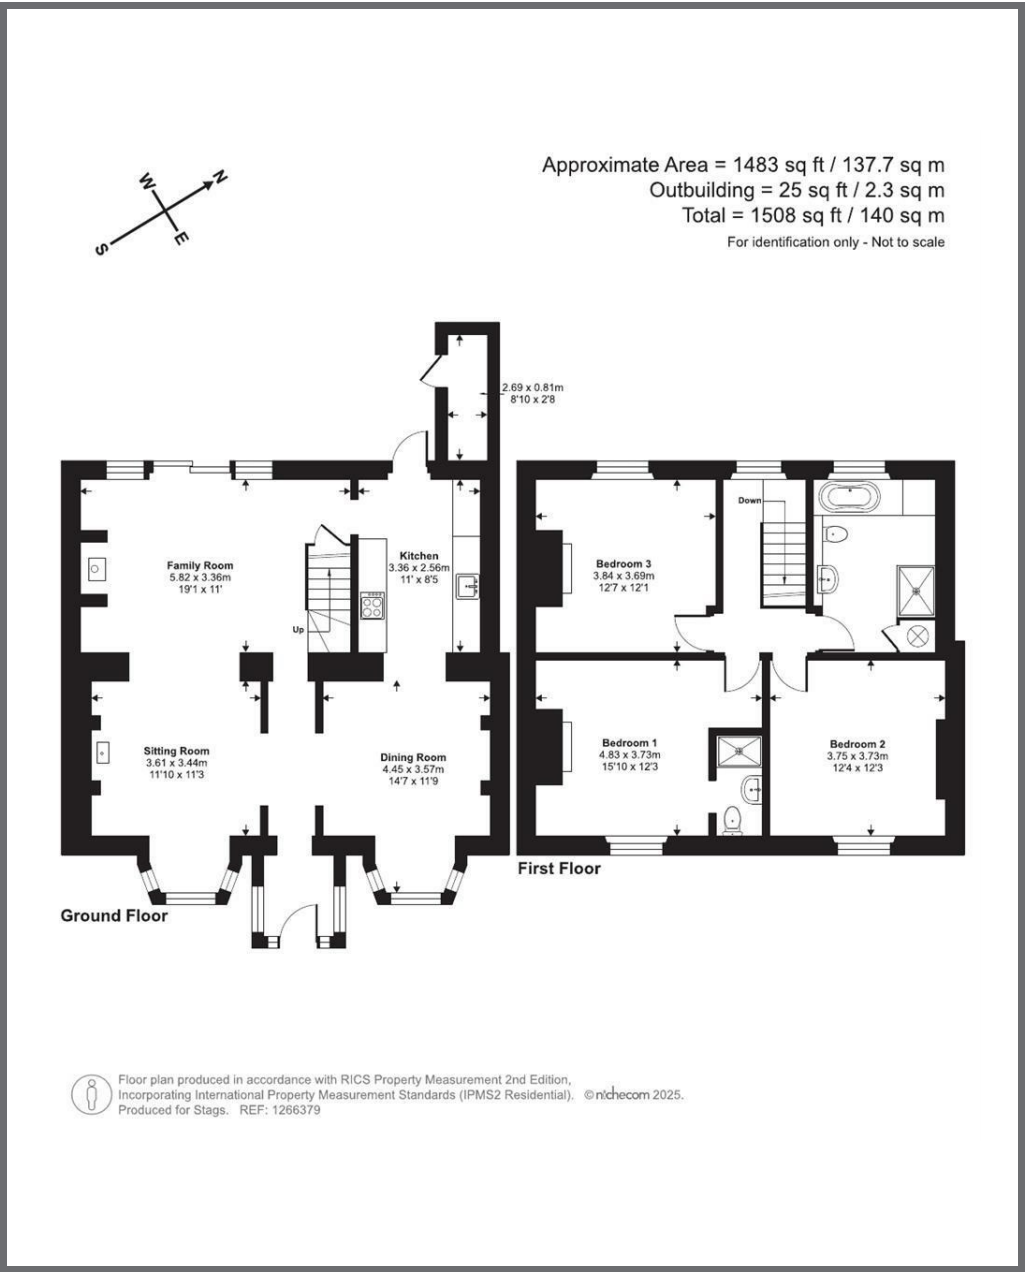 Approximate Area = 1483 sq ft / 137.7 sq m
Outbuilding = 25 sq ft / 2.3 sq m
Total = 1508 sq ft / 140 sq m
For identification only - Not to scale
W
N
S
E
2.69 x 0.81m
8'10 x 2'8
Family Room
5.82 x 3.36m
19'1 x 11'
Kitchen
3.36 x 2.56m
11' x 8'5
Up
Sitting Room
3.61 x 3.44m
11'10 x 11'3
Dining Room
4.45 x 3.57m
14'7 x 11'9
Ground Floor
Down
Bedroom 3
3.84 x 3.69m
12'7 x 12'1
Bedroom 1
4.83 x 3.73m
15'10 x 12'3
Bedroom 2
3.75 x 3.73m
12'4 x 12'3
First Floor
Floor plan produced in accordance with RICS Property Measurement 2nd Edition,
Incorporating International Property Measurement Standards (IPMS2 Residential). © nichecom 2025.
Produced for Stags. REF: 1266379